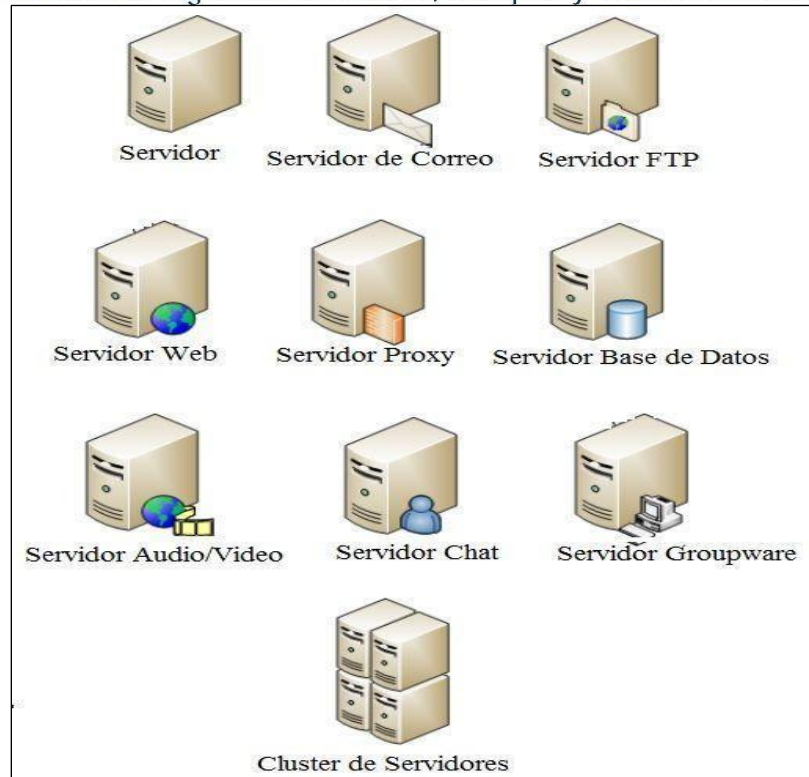 Servidor
Servidor de Correo
Servidor FTP
Servidor Web
Servidor Proxy
Servidor Base de Datos
Servidor Audio/Video
Servidor Chat
Servidor Groupware
Cluster de Servidores